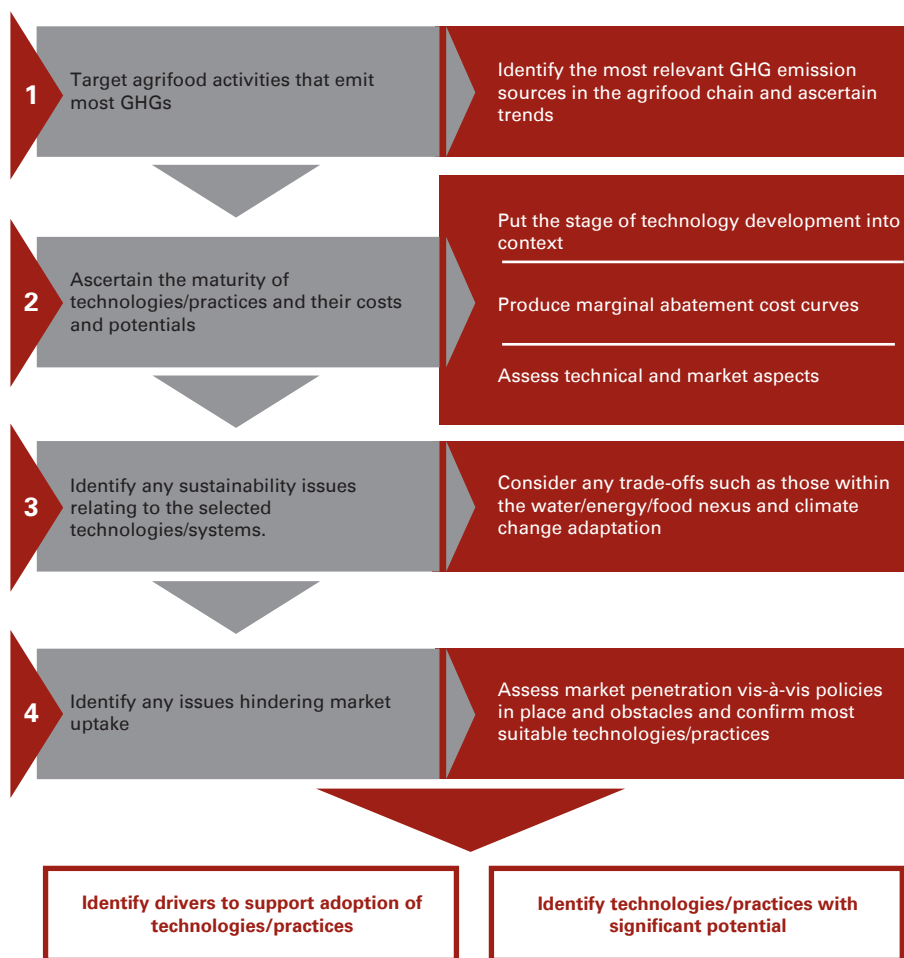 1
Target agrifood activities that emit
most GHGs
Identify the most relevant GHG emission
sources in the agrifood chain and ascertain
trends
2
Ascertain the maturity of
technologies/practices and their costs
and potentials
Put the stage of technology development into
context
Produce marginal abatement cost curves
Assess technical and market aspects
3
Identify any sustainability issues
relating to the selected
technologies/systems.
Consider any trade-offs such as those within
the water/energy/food nexus and climate
change adaptation
4
Identify any issues hindering market
uptake
Assess market penetration vis-à-vis policies
in place and obstacles and confirm most
suitable technologies/practices
Identify drivers to support adoption of
technologies/practices
Identify technologies/practices with
significant potential